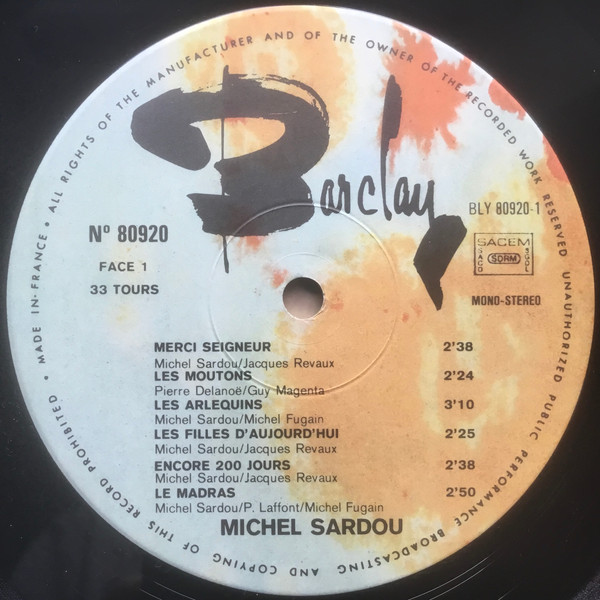 • MADE IN FRANCE • ALL RIGHTS OF THE MANUFACTURER AND OF THE OWNER OF THE RECORDED WORK RESERVED UNAUTHORIZED PUBLIC PERFORMANCE BROADCASTING AND COPYING OF THIS RECORD PROHIBITED
Barclay
BLY 80920-1
Nº 80920
SACEM
SACD SDRM SGDL
FACE 1
33 TOURS
MONO-STEREO
MERCI SEIGNEUR 2'38
Michel Sardou/Jacques Revaux
LES MOUTONS 2'24
Pierre Delanoë/Guy Magenta
LES ARLEQUINS 3'10
Michel Sardou/Michel Fugain
LES FILLES D'AUJOURD'HUI 2'25
Michel Sardou/Jacques Revaux
ENCORE 200 JOURS 2'38
Michel Sardou/Jacques Revaux
LE MADRAS 2'50
Michel Sardou/P. Laffont/Michel Fugain
MICHEL SARDOU